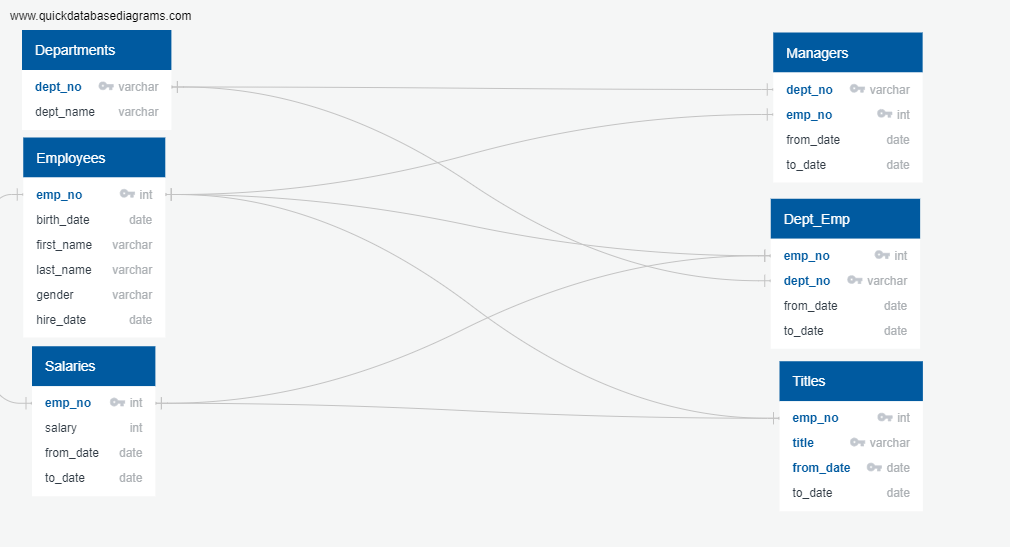 www.quickdatabasediagrams.com
Departments
dept_no varchar
dept_name varchar
Employees
emp_no int
birth_date date
first_name varchar
last_name varchar
gender varchar
hire_date date
Salaries
emp_no int
salary int
from_date date
to_date date
Managers
dept_no varchar
emp_no int
from_date date
to_date date
Dept_Emp
emp_no int
dept_no varchar
from_date date
to_date date
Titles
emp_no int
title varchar
from_date date
to_date date